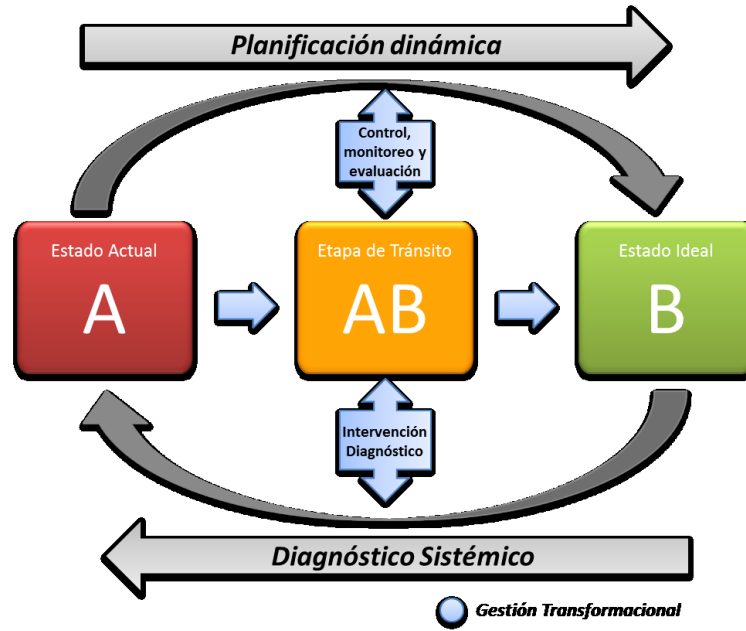 Planificación dinámica
Control,
monitoreo y
evaluación
Estado Actual
A
Etapa de Tránsito
AB
Estado Ideal
B
Intervención
Diagnóstico
Diagnóstico Sistémico
Gestión Transformacional